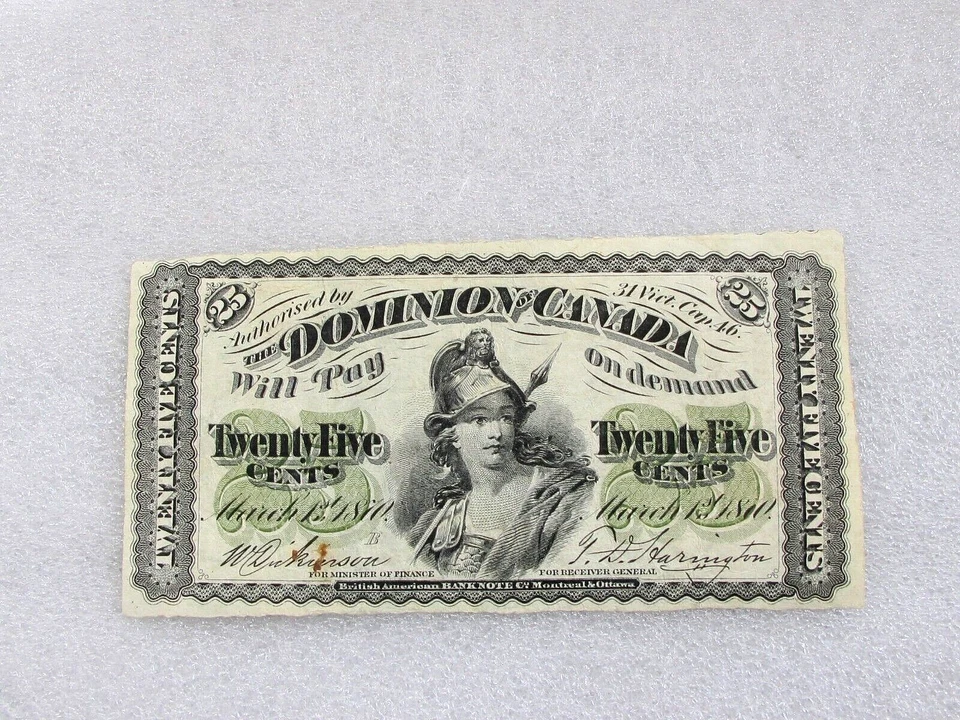 25 Authorised by 31 Vict. Cap. 46. 25
THE DOMINION OF CANADA
Will Pay on demand
Twenty Five Twenty Five
CENTS CENTS
March 1st 1870. March 1st 1870.
B
W Dickinson T. D. Harington
FOR MINISTER OF FINANCE FOR RECEIVER GENERAL
British American BANK NOTE Co. Montreal & Ottawa
TWENTY FIVE CENTS
TWENTY FIVE CENTS
25
25